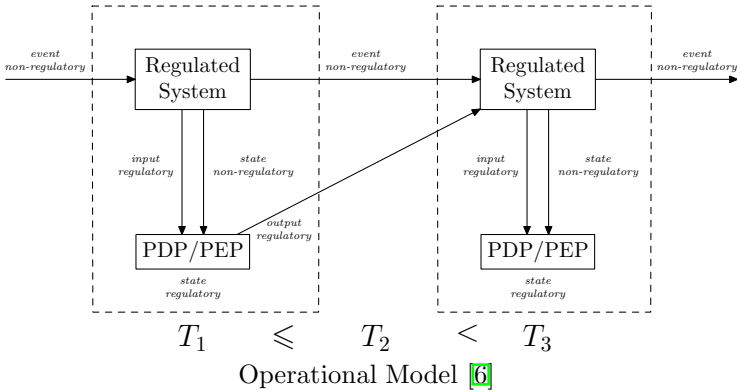 event
non-regulatory
event
non-regulatory
event
non-regulatory
Regulated
System
Regulated
System
input
regulatory
state
non-regulatory
input
regulatory
state
non-regulatory
output
regulatory
PDP/PEP
PDP/PEP
state
regulatory
state
regulatory
T₁ ⩽ T₂ < T₃
Operational Model [6]